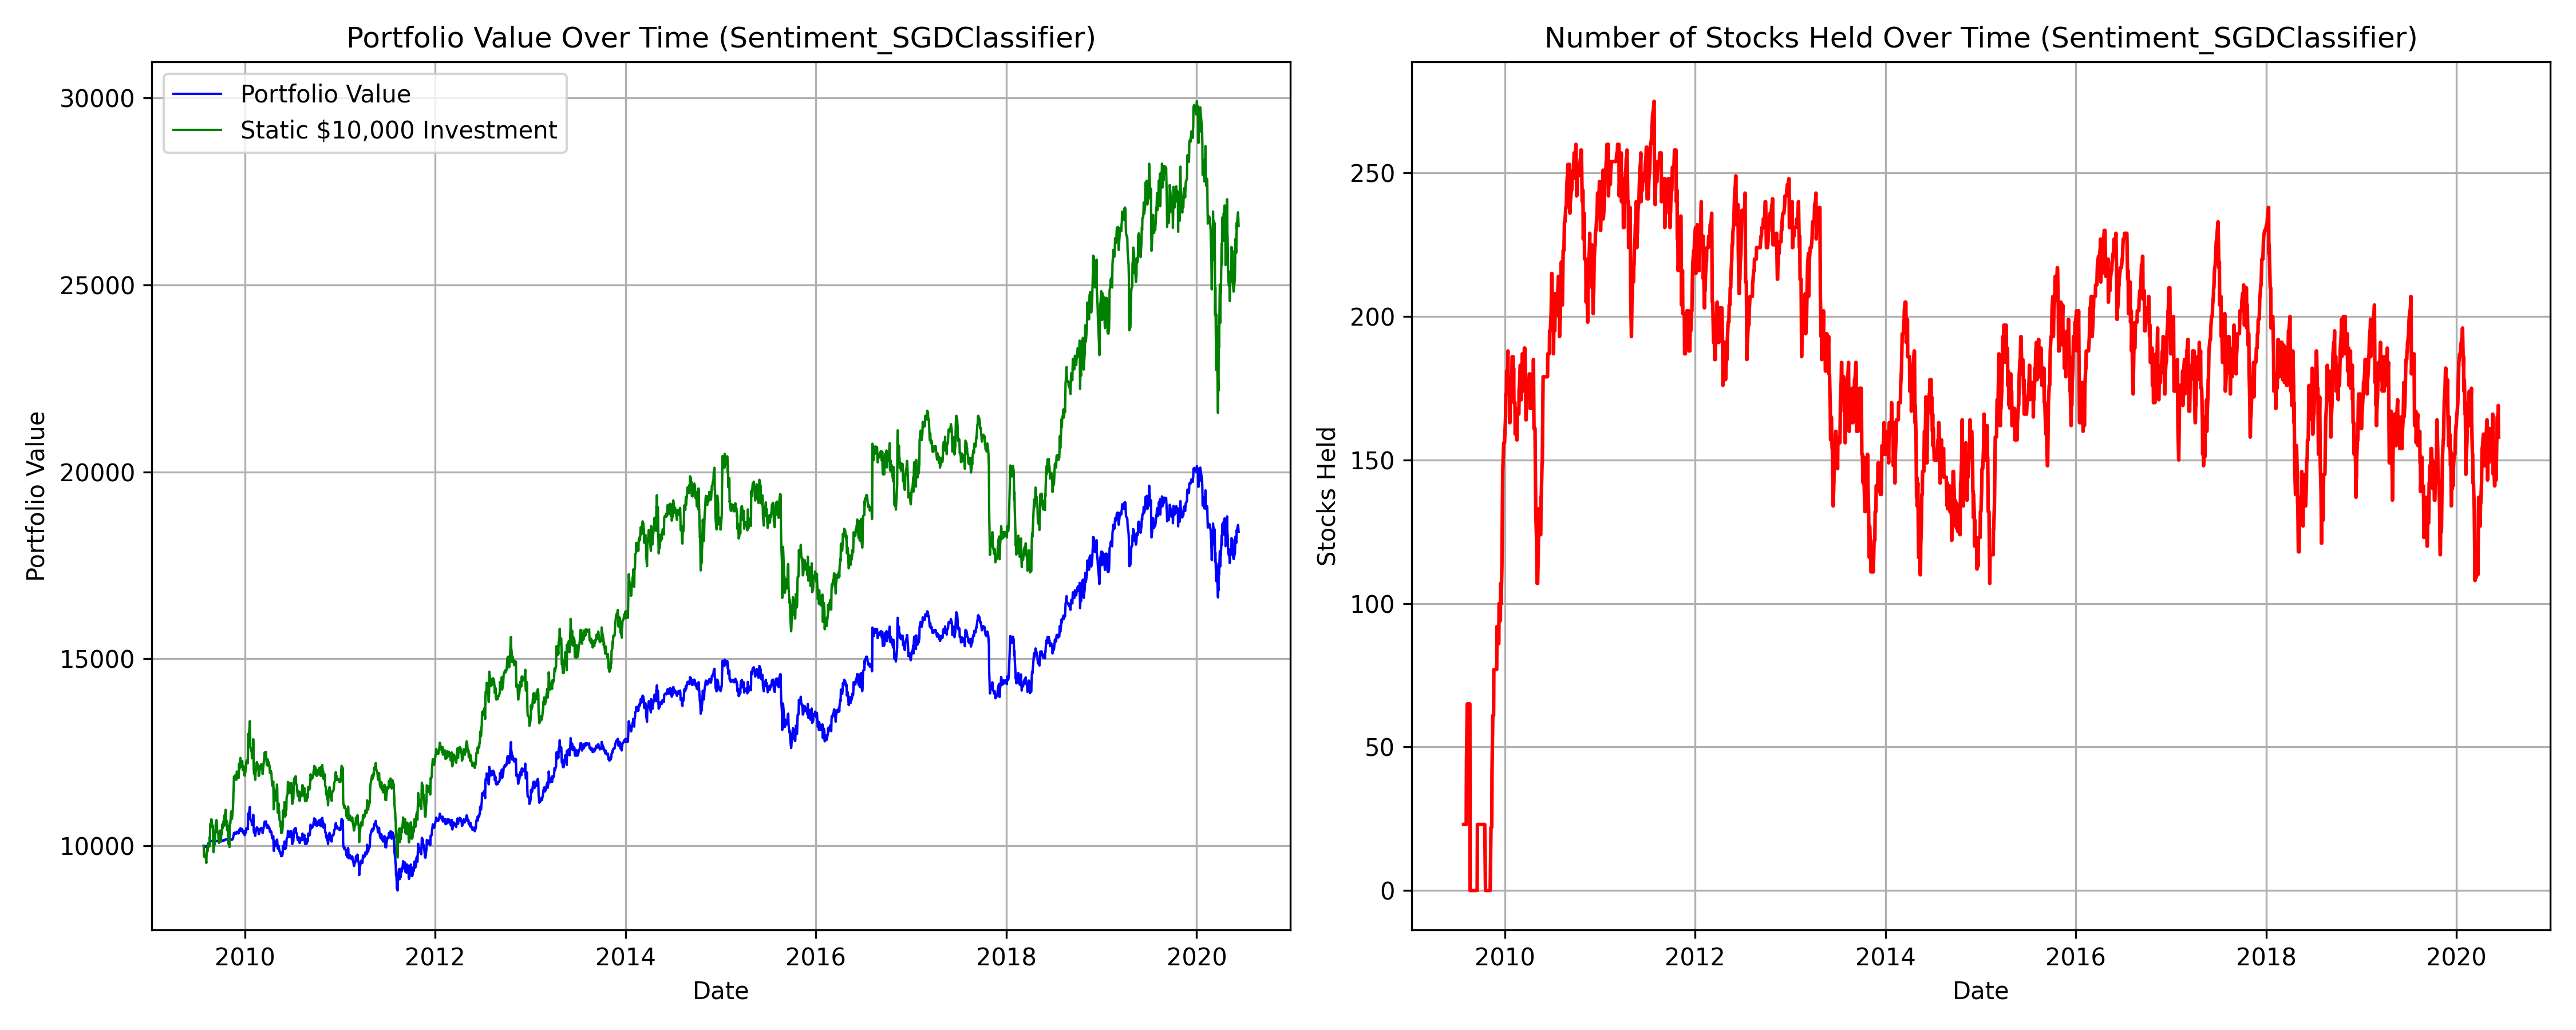 Portfolio Value Over Time (Sentiment_SGDClassifier)
Portfolio Value
Static $10,000 Investment
30000
25000
20000
15000
10000
Portfolio Value
2010 2012 2014 2016 2018 2020
Date
Number of Stocks Held Over Time (Sentiment_SGDClassifier)
250
200
150
100
50
0
Stocks Held
2010 2012 2014 2016 2018 2020
Date